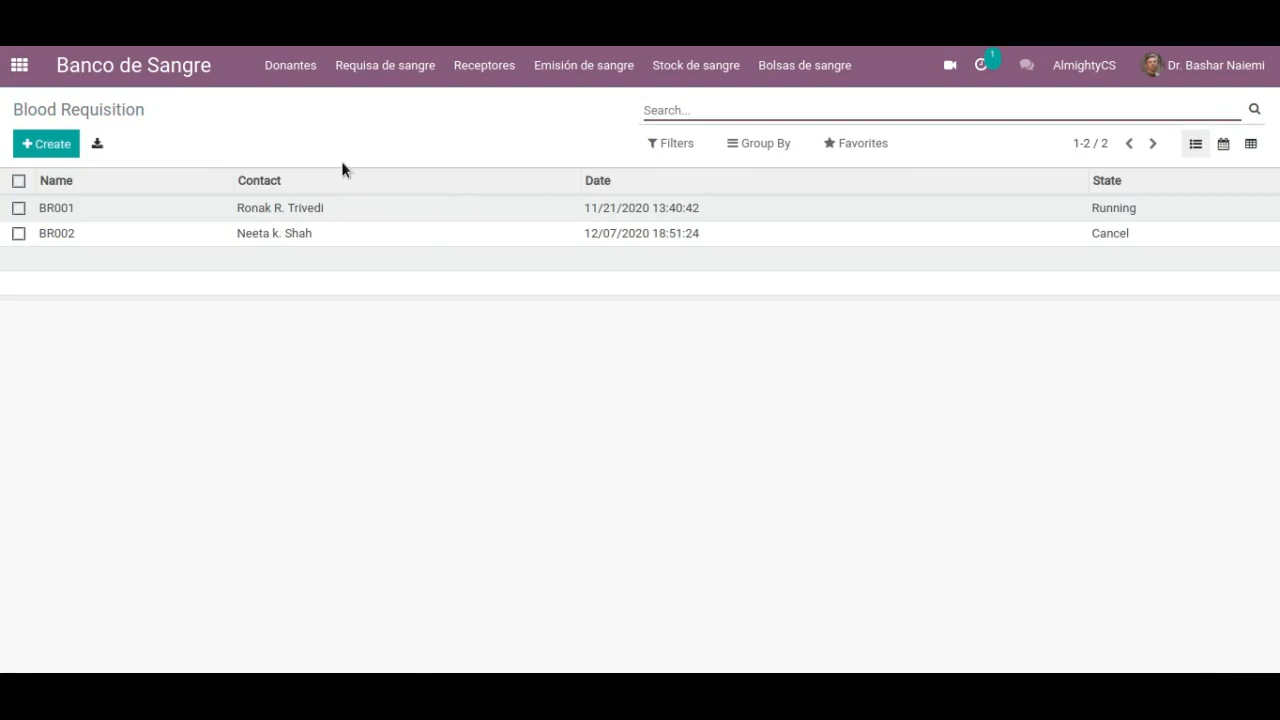 Banco de Sangre Donantes Requisa de sangre Receptores Emisión de sangre Stock de sangre Bolsas de sangre 1 AlmightyCS Dr. Bashar Naiemi
Blood Requisition Search...
+ Create Filters Group By Favorites 1-2 / 2
Name Contact Date State
BR001 Ronak R. Trivedi 11/21/2020 13:40:42 Running
BR002 Neeta k. Shah 12/07/2020 18:51:24 Cancel